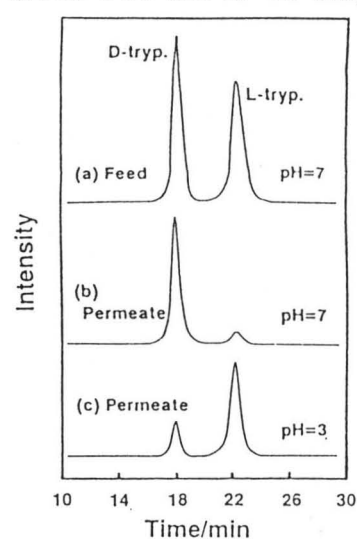 D-tryp.
L-tryp.
(a) Feed
pH=7
(b)
Permeate
pH=7
(c) Permeate
pH=3
Intensity
10 14 18 22 26 30
Time/min